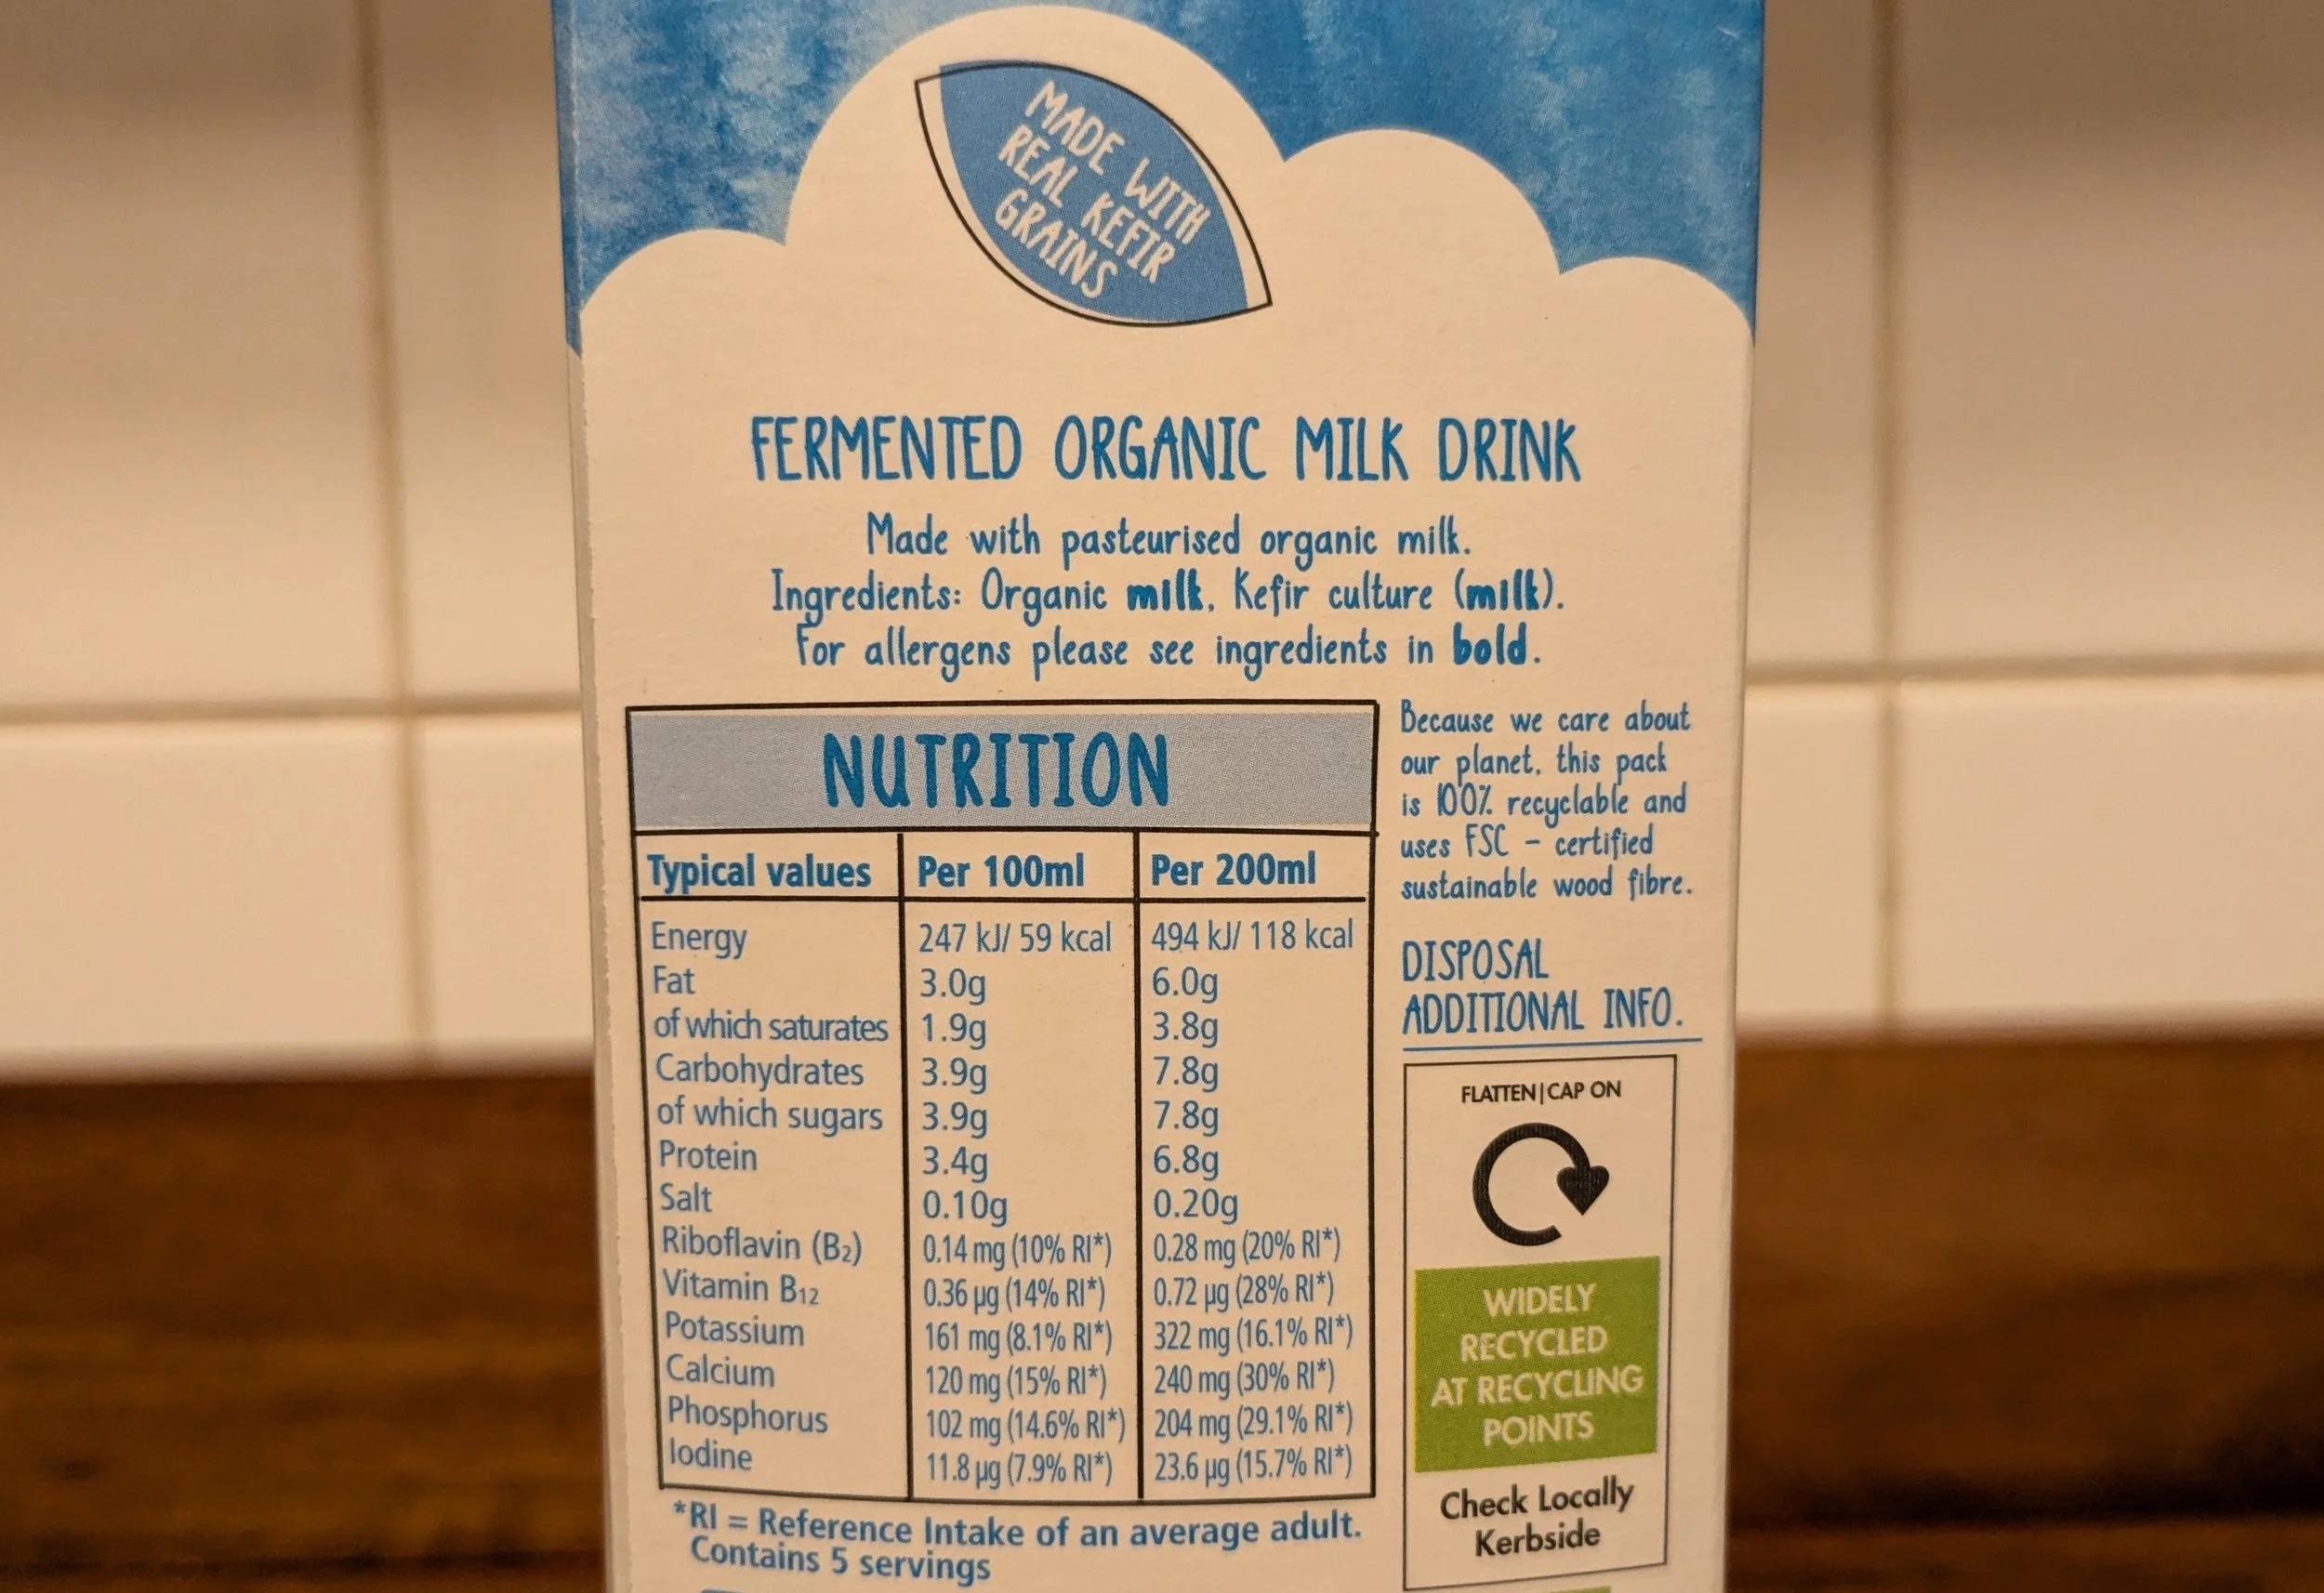 MADE WITH
REAL KEFIR
GRAINS
FERMENTED ORGANIC MILK DRINK
Made with pasteurised organic milk.
Ingredients: Organic milk, Kefir culture (milk).
For allergens please see ingredients in bold.
NUTRITION
Typical values Per 100ml Per 200ml
Energy 247 kJ/ 59 kcal 494 kJ/ 118 kcal
Fat 3.0g 6.0g
of which saturates 1.9g 3.8g
Carbohydrates 3.9g 7.8g
of which sugars 3.9g 7.8g
Protein 3.4g 6.8g
Salt 0.10g 0.20g
Riboflavin (B₂) 0.14 mg (10% RI*) 0.28 mg (20% RI*)
Vitamin B₁₂ 0.36 µg (14% RI*) 0.72 µg (28% RI*)
Potassium 161 mg (8.1% RI*) 322 mg (16.1% RI*)
Calcium 120 mg (15% RI*) 240 mg (30% RI*)
Phosphorus 102 mg (14.6% RI*) 204 mg (29.1% RI*)
Iodine 11.8 µg (7.9% RI*) 23.6 µg (15.7% RI*)
*RI = Reference Intake of an average adult.
Contains 5 servings
Because we care about
our planet, this pack
is 100% recyclable and
uses FSC – certified
sustainable wood fibre.
DISPOSAL
ADDITIONAL INFO.
FLATTEN|CAP ON
WIDELY
RECYCLED
AT RECYCLING
POINTS
Check Locally
Kerbside